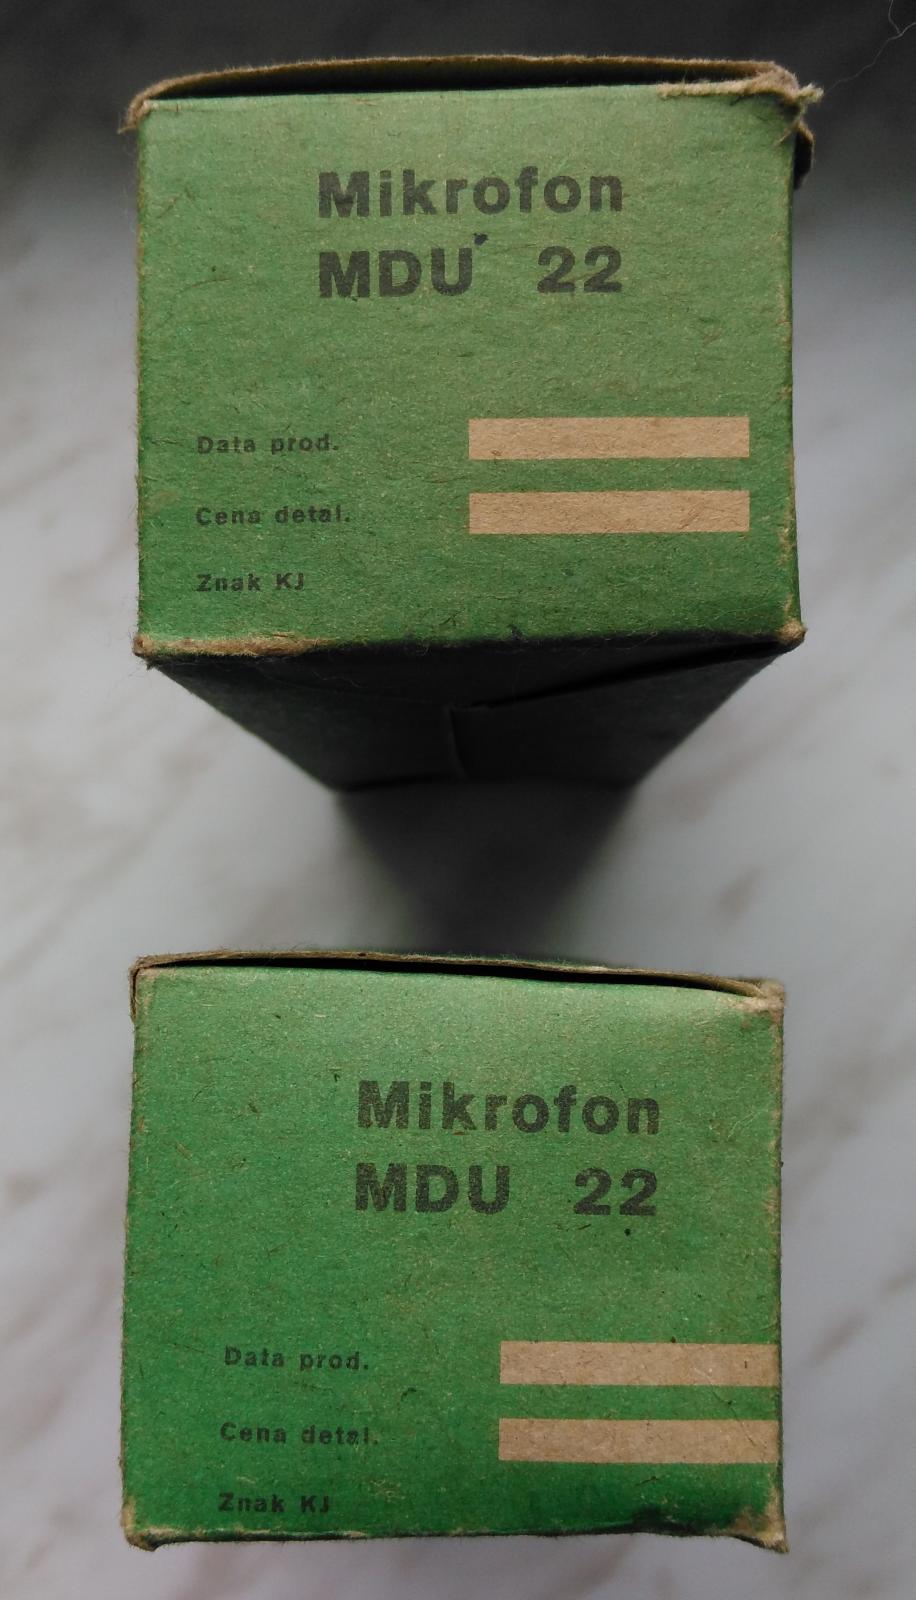 Mikrofon
MDU 22
Data prod.
Cena detal.
Znak KJ
Mikrofon
MDU 22
Data prod.
Cena detal.
Znak KJ